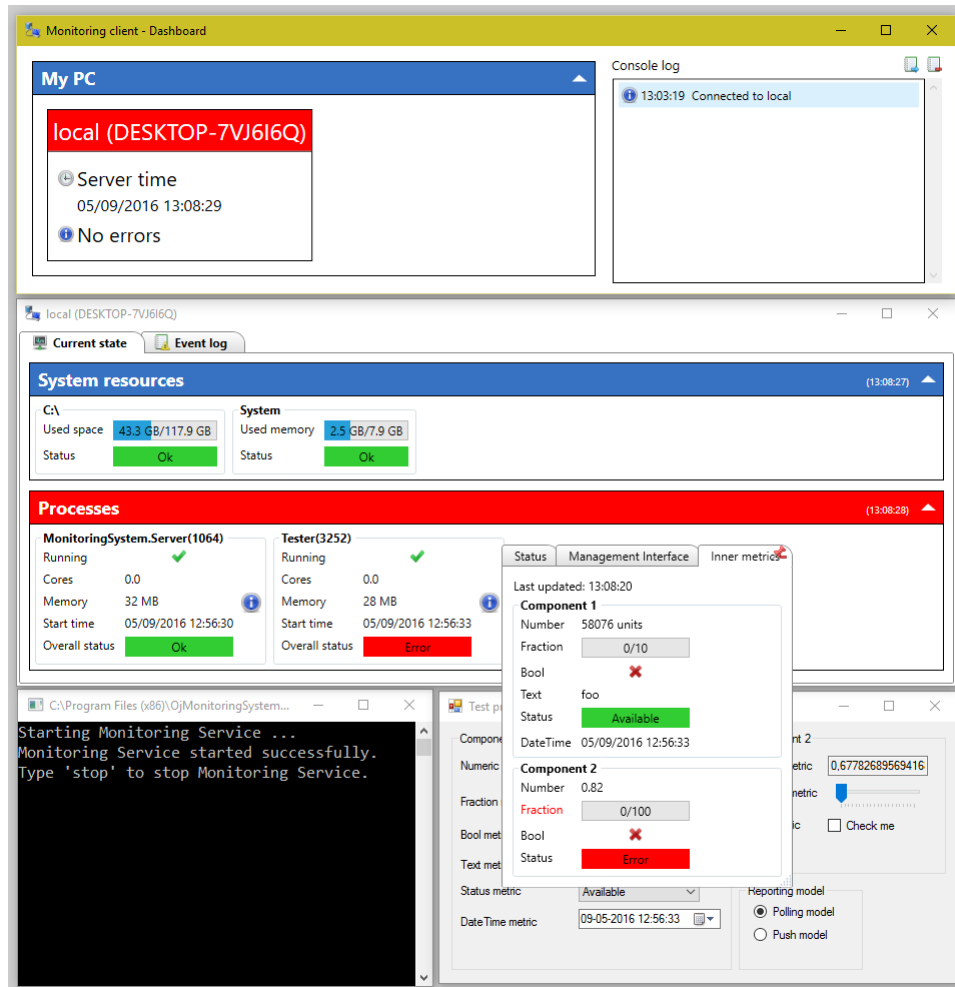 Monitoring client - Dashboard
My PC
local (DESKTOP-7VJ6I6Q)
Server time
05/09/2016 13:08:29
No errors
Console log
13:03:19 Connected to local
local (DESKTOP-7VJ6I6Q)
Current state
Event log
System resources
(13:08:27)
C:\
Used space 43.3 GB/117.9 GB
Status Ok
System
Used memory 2.5 GB/7.9 GB
Status Ok
Processes
(13:08:28)
MonitoringSystem.Server(1064)
Running
Cores 0.0
Memory 32 MB
Start time 05/09/2016 12:56:30
Overall status Ok
Tester(3252)
Running
Cores 0.0
Memory 28 MB
Start time 05/09/2016 12:56:33
Overall status Error
Status
Management Interface
Inner metrics
Last updated: 13:08:20
Component 1
Number 58076 units
Fraction 0/10
Bool
Text foo
Status Available
DateTime 05/09/2016 12:56:33
Component 2
Number 0.82
Fraction 0/100
Bool
Status Error
C:\Program Files (x86)\OjMonitoringSystem...
Starting Monitoring Service ...
Monitoring Service started successfully.
Type 'stop' to stop Monitoring Service.
Test p
Compone
Numeric
Fraction
Bool met
Text met
Status metric Available
DateTime metric 09-05-2016 12:56:33
nt 2
etric 0,67782689569416
metric
ic Check me
Reporting model
Polling model
Push model